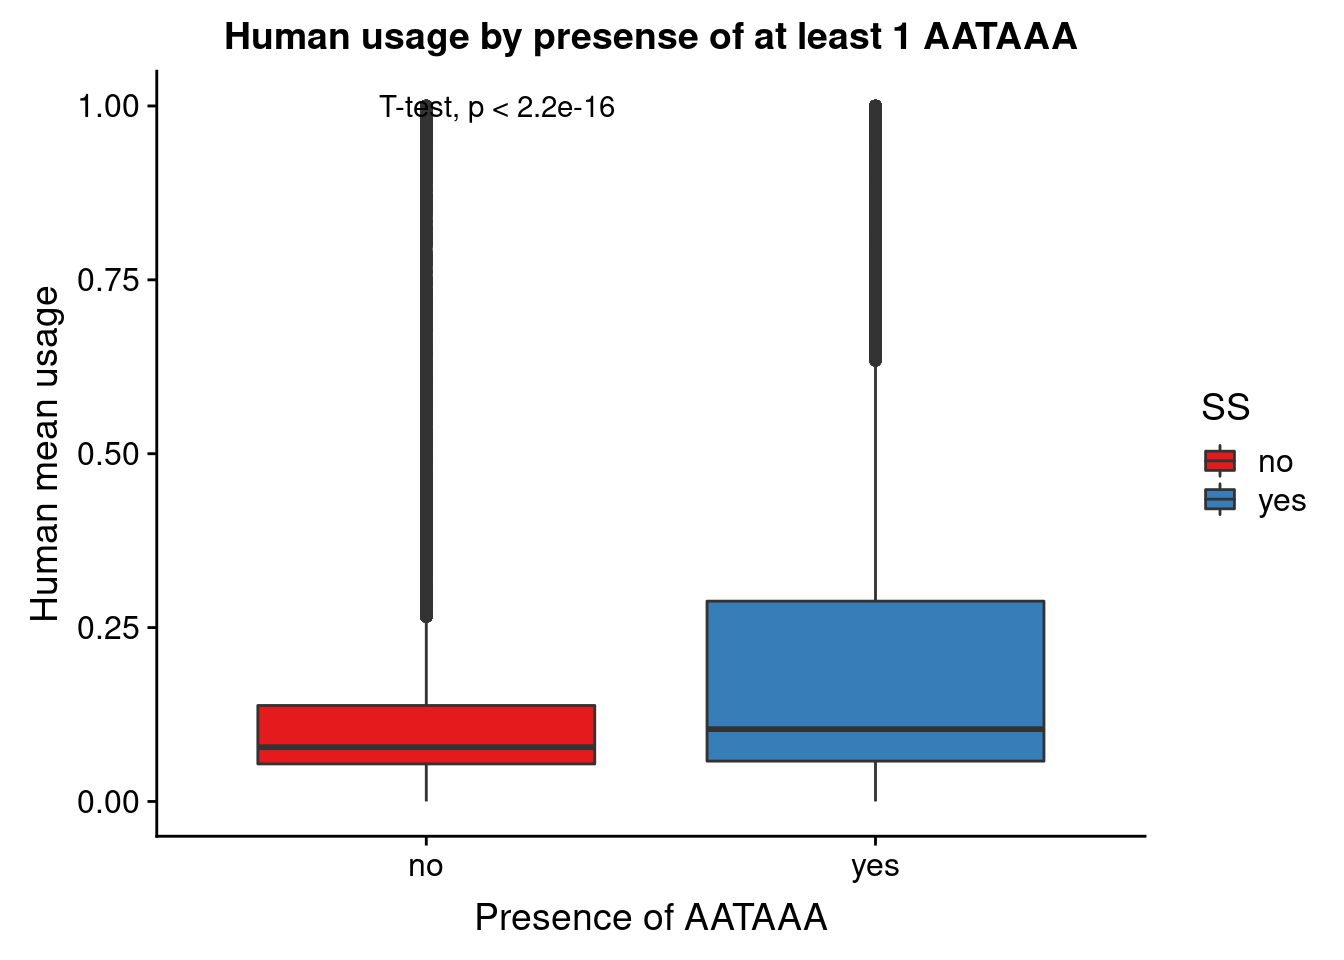 Human usage by presense of at least 1 AATAAA
T-test, p < 2.2e-16
Human mean usage
1.00
0.75
0.50
0.25
0.00
no
yes
Presence of AATAAA
SS
no
yes